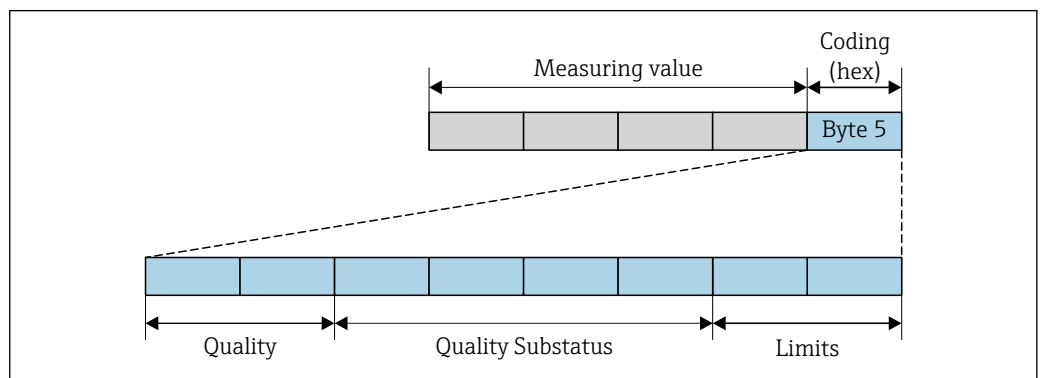 Coding
(hex)
Measuring value
Byte 5
Quality
Quality Substatus
Limits